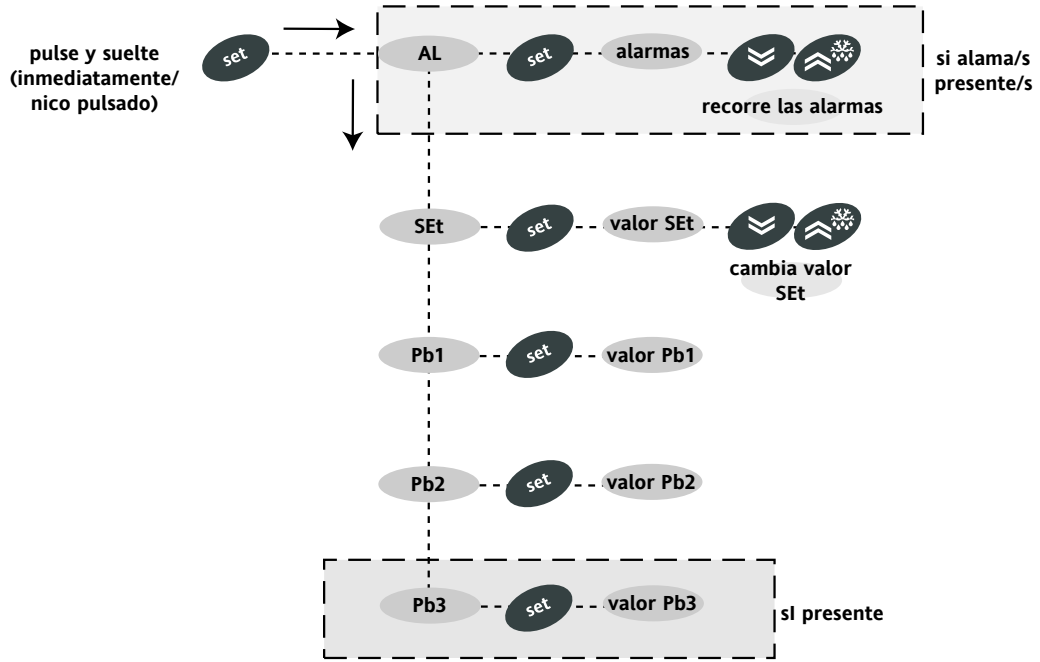 pulse y suelte
(inmediatamente/
nico pulsado)
set
AL
set
alarmas
recorre las alarmas
si alama/s
presente/s
SEt
set
valor SEt
cambia valor
SEt
Pb1
set
valor Pb1
Pb2
set
valor Pb2
Pb3
set
valor Pb3
sI presente